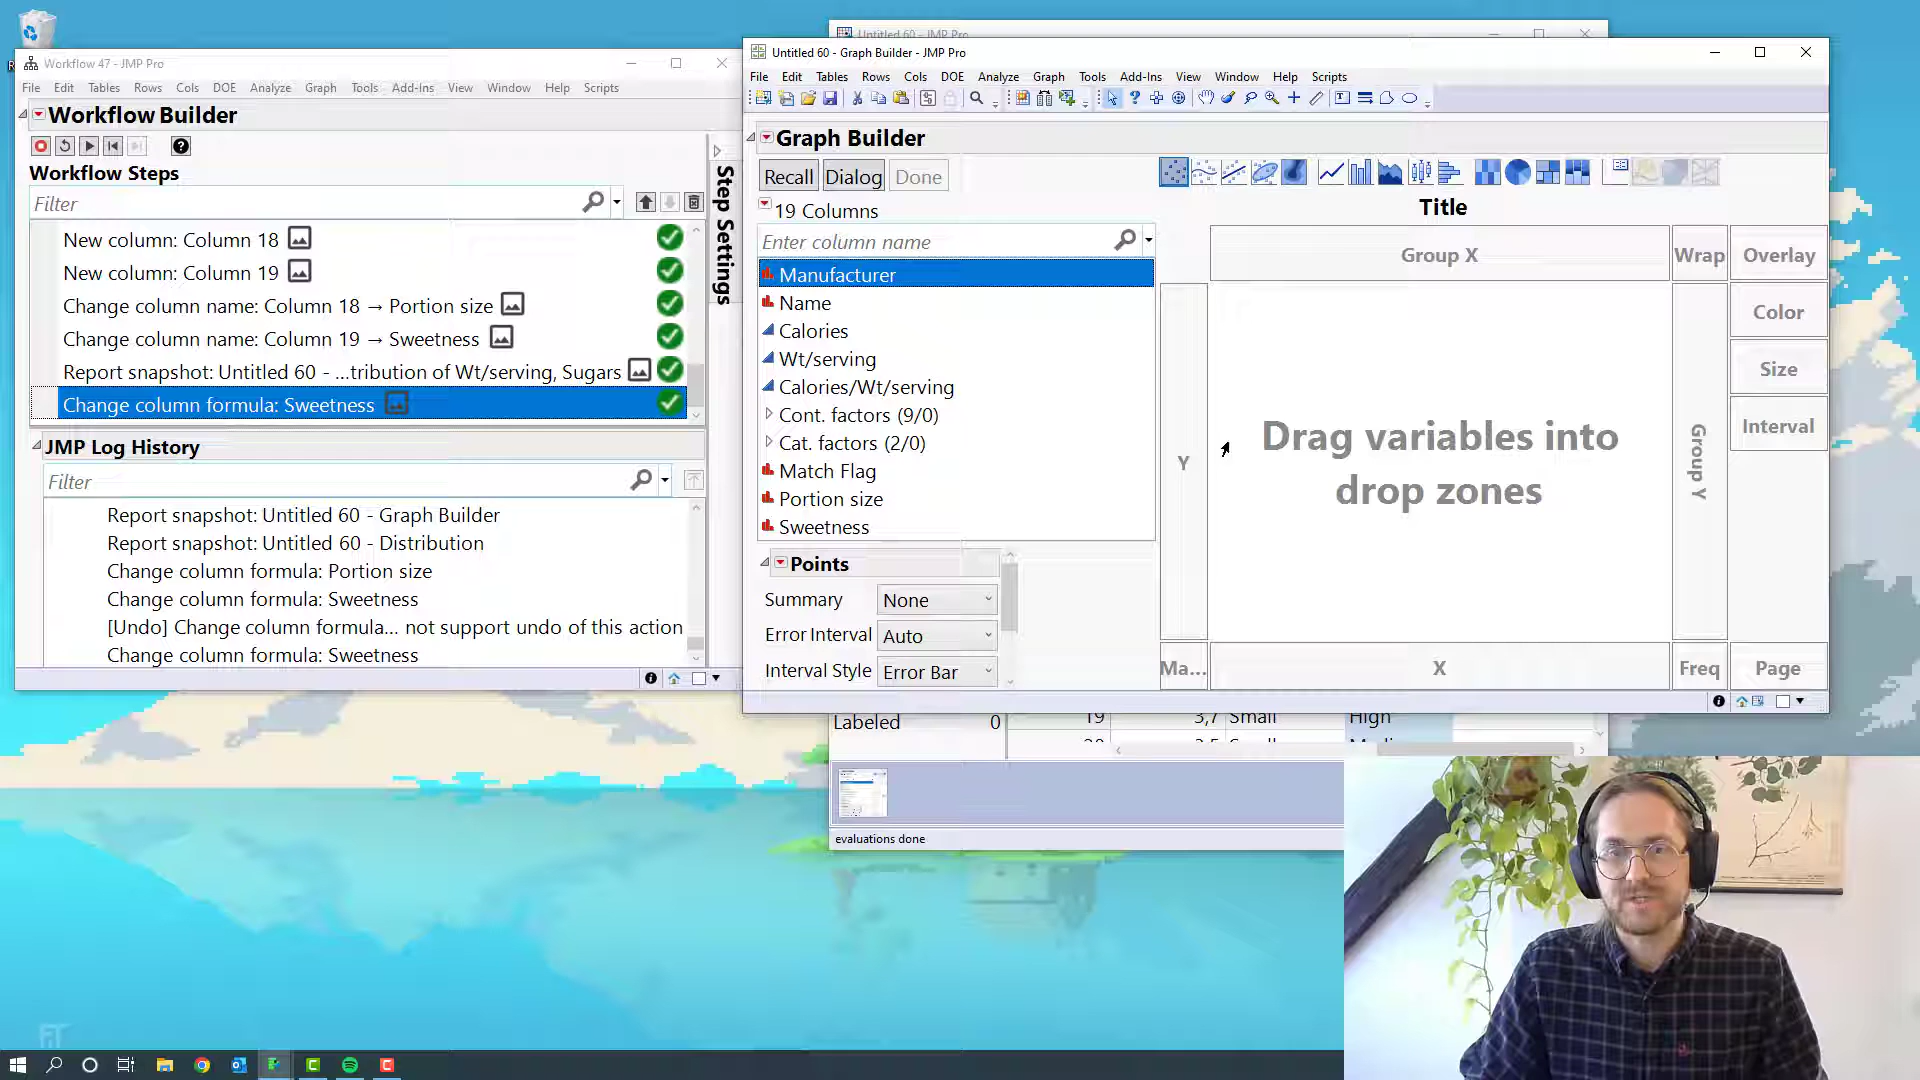 Untitled 60 - JMP Pro
Workflow 47 - JMP Pro
File Edit Tables Rows Cols DOE Analyze Graph Tools Add-Ins View Window Help Scripts
Workflow Builder
Workflow Steps
Filter
New column: Column 18
New column: Column 19
Change column name: Column 18 → Portion size
Change column name: Column 19 → Sweetness
Report snapshot: Untitled 60 - ...tribution of Wt/serving, Sugars
Change column formula: Sweetness
Step Settings
JMP Log History
Filter
Report snapshot: Untitled 60 - Graph Builder
Report snapshot: Untitled 60 - Distribution
Change column formula: Portion size
Change column formula: Sweetness
[Undo] Change column formula... not support undo of this action
Change column formula: Sweetness
Untitled 60 - Graph Builder - JMP Pro
File Edit Tables Rows Cols DOE Analyze Graph Tools Add-Ins View Window Help Scripts
Graph Builder
Recall Dialog Done
19 Columns
Enter column name
Manufacturer
Name
Calories
Wt/serving
Calories/Wt/serving
Cont. factors (9/0)
Cat. factors (2/0)
Match Flag
Portion size
Sweetness
Points
Summary None
Error Interval Auto
Interval Style Error Bar
Title
Group X
Wrap
Overlay
Color
Size
Interval
Y
Drag variables into
drop zones
Group Y
Ma...
X
Freq
Page
Labeled 0
19 3,7 Small High
evaluations done